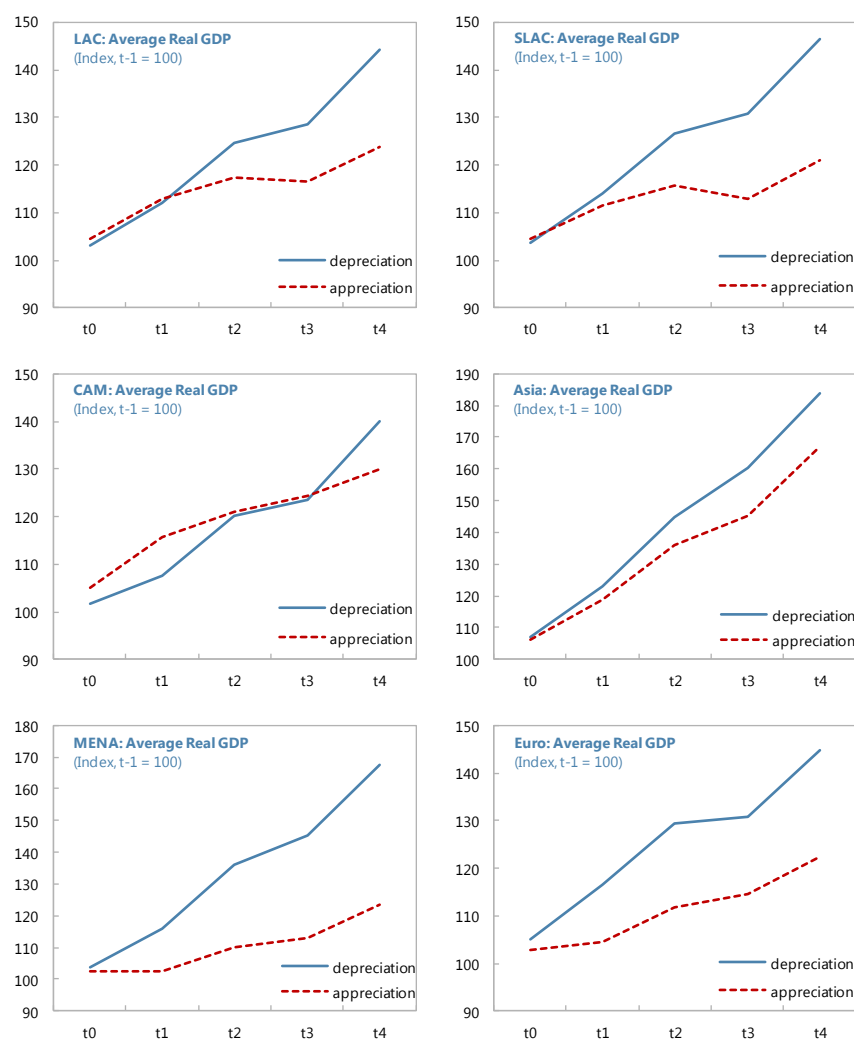 LAC: Average Real GDP
(Index, t-1 = 100)
150
140
130
120
110
100
90
t0 t1 t2 t3 t4
depreciation
appreciation
SLAC: Average Real GDP
(Index, t-1 = 100)
150
140
130
120
110
100
90
t0 t1 t2 t3 t4
depreciation
appreciation
CAM: Average Real GDP
(Index, t-1 = 100)
150
140
130
120
110
100
90
t0 t1 t2 t3 t4
depreciation
appreciation
Asia: Average Real GDP
(Index, t-1 = 100)
190
180
170
160
150
140
130
120
110
100
t0 t1 t2 t3 t4
depreciation
appreciation
MENA: Average Real GDP
(Index, t-1 = 100)
180
170
160
150
140
130
120
110
100
90
t0 t1 t2 t3 t4
depreciation
appreciation
Euro: Average Real GDP
(Index, t-1 = 100)
150
140
130
120
110
100
90
t0 t1 t2 t3 t4
depreciation
appreciation